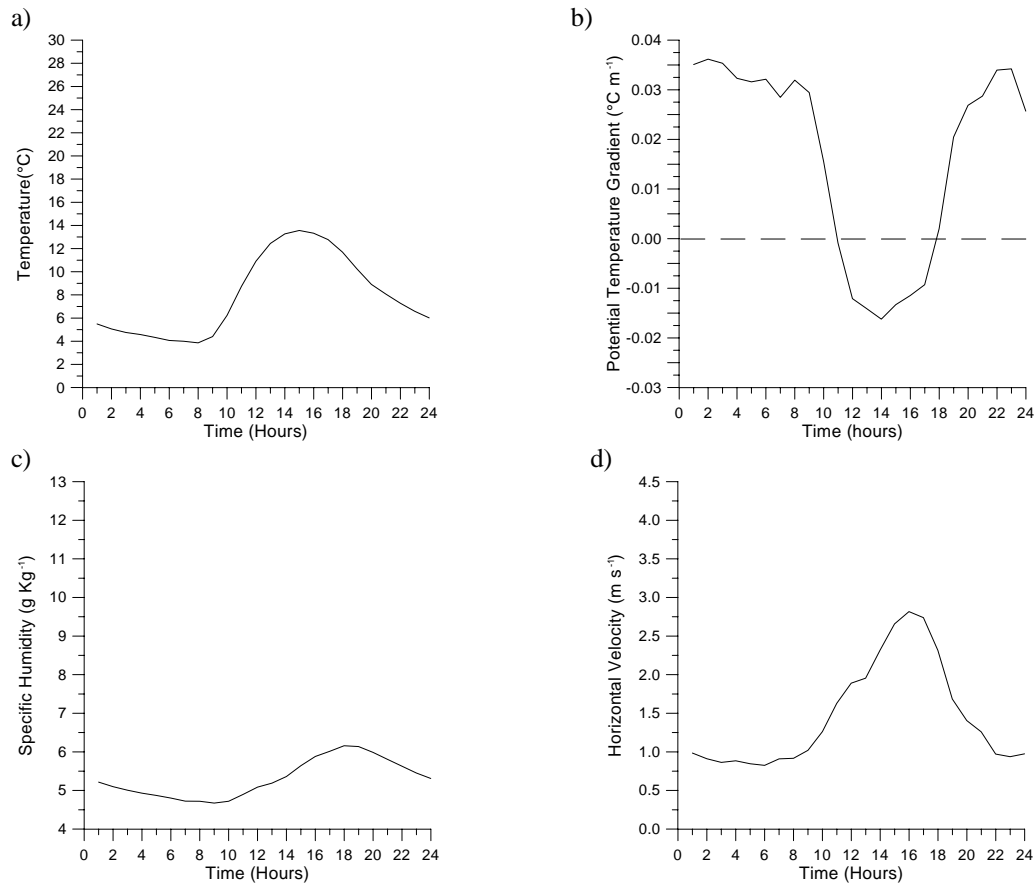 a)
30
28
26
24
22
20
18
16
14
12
10
8
6
4
2
0
Temperature(°C)
0 2 4 6 8 10 12 14 16 18 20 22 24
Time (Hours)
b)
0.04
0.03
0.02
0.01
0.00
-0.01
-0.02
-0.03
Potential Temperature Gradient (°C m⁻¹)
0 2 4 6 8 10 12 14 16 18 20 22 24
Time (hours)
c)
13
12
11
10
9
8
7
6
5
4
Specific Humidity (g Kg⁻¹)
0 2 4 6 8 10 12 14 16 18 20 22 24
Time (Hours)
d)
4.5
4.0
3.5
3.0
2.5
2.0
1.5
1.0
0.5
0.0
Horizontal Velocity (m s⁻¹)
0 2 4 6 8 10 12 14 16 18 20 22 24
Time (Hours)